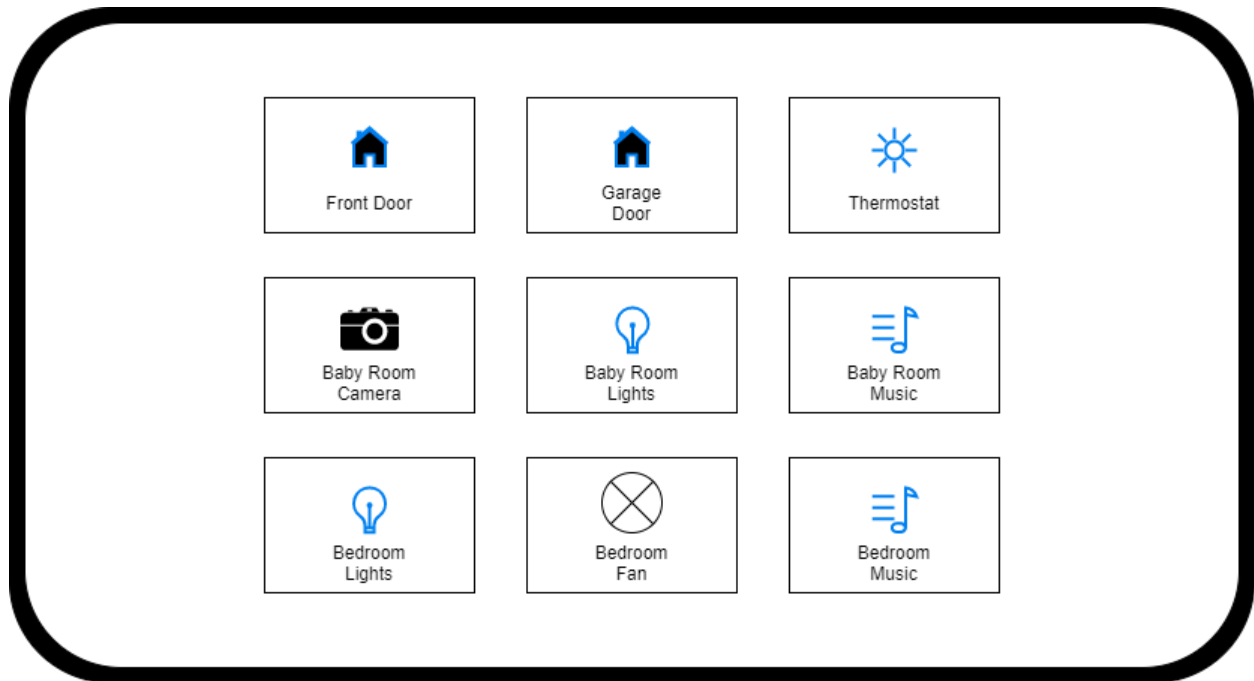 Front Door
Garage
Door
Thermostat
Baby Room
Camera
Baby Room
Lights
Baby Room
Music
Bedroom
Lights
Bedroom
Fan
Bedroom
Music